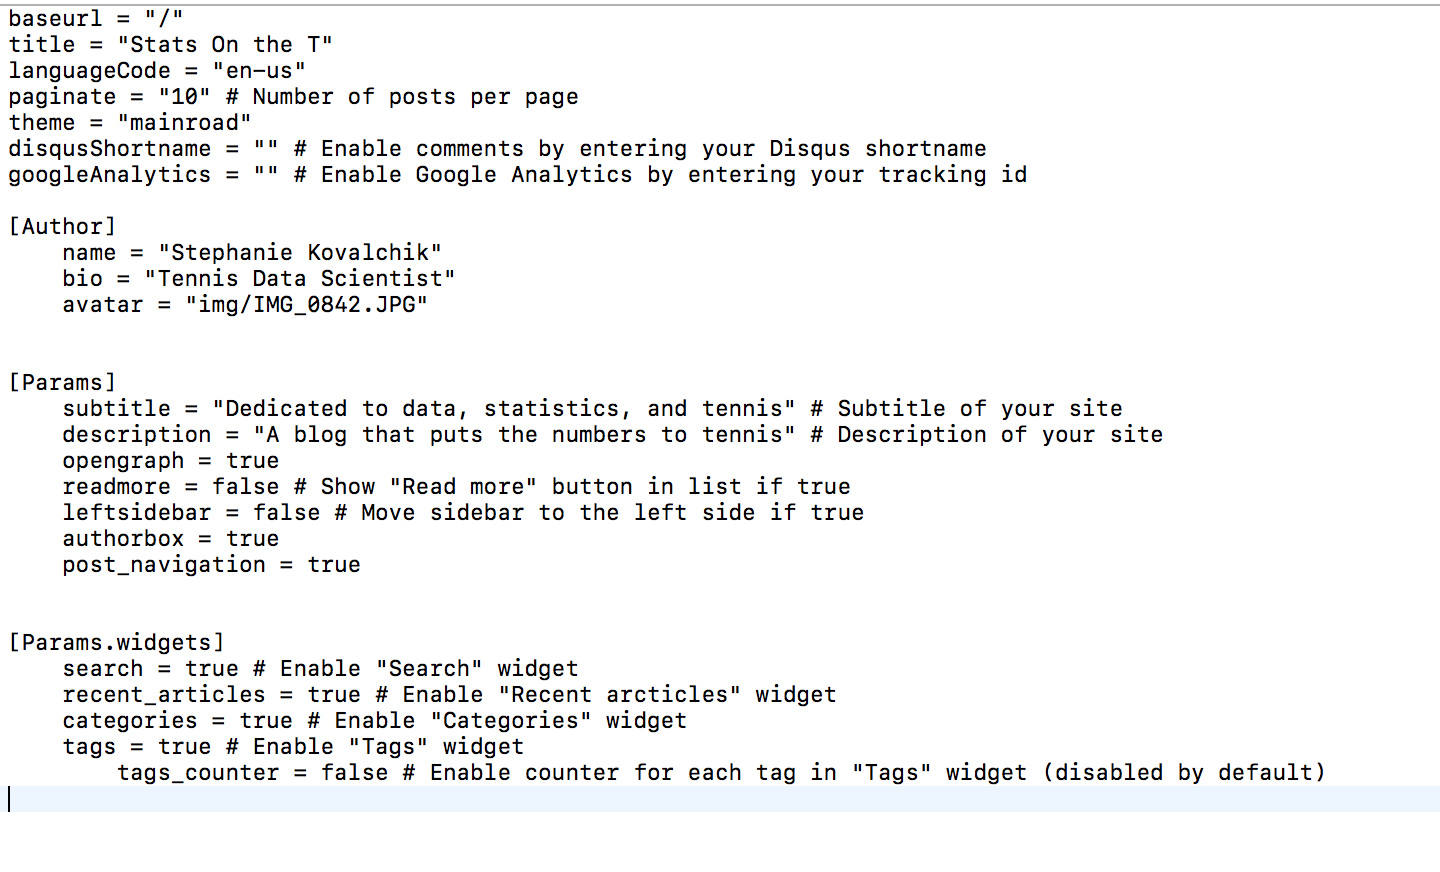 baseurl = "/"
title = "Stats On the T"
languageCode = "en-us"
paginate = "10" # Number of posts per page
theme = "mainroad"
disqusShortname = "" # Enable comments by entering your Disqus shortname
googleAnalytics = "" # Enable Google Analytics by entering your tracking id
[Author]
name = "Stephanie Kovalchik"
bio = "Tennis Data Scientist"
avatar = "img/IMG_0842.JPG"
[Params]
subtitle = "Dedicated to data, statistics, and tennis" # Subtitle of your site
description = "A blog that puts the numbers to tennis" # Description of your site
opengraph = true
readmore = false # Show "Read more" button in list if true
leftsidebar = false # Move sidebar to the left side if true
authorbox = true
post_navigation = true
[Params.widgets]
search = true # Enable "Search" widget
recent_articles = true # Enable "Recent arcticles" widget
categories = true # Enable "Categories" widget
tags = true # Enable "Tags" widget
tags_counter = false # Enable counter for each tag in "Tags" widget (disabled by default)